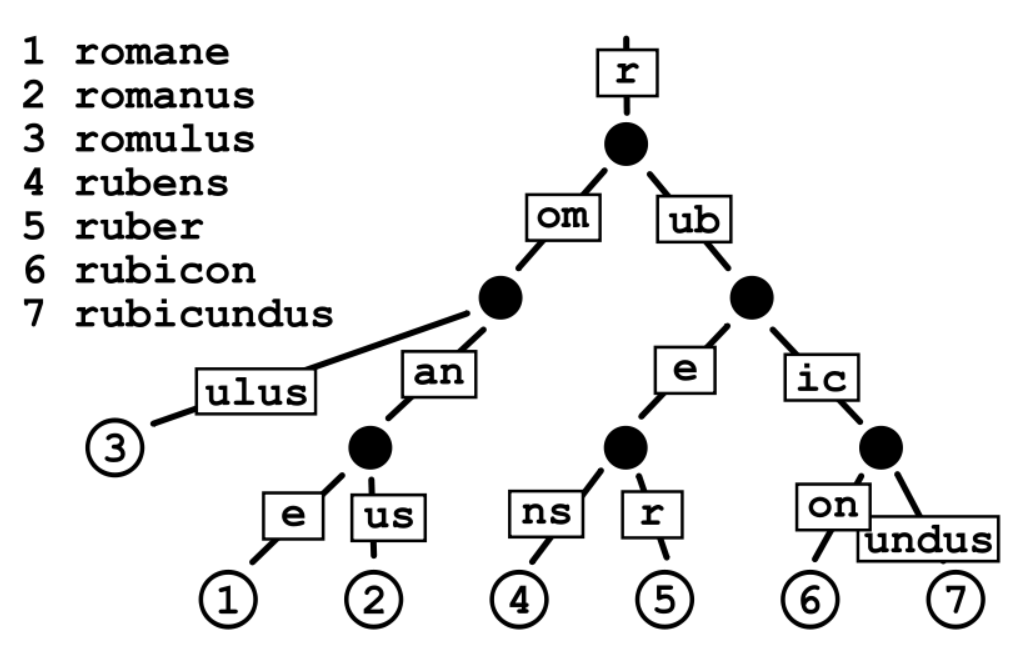 1 romane
2 romanus
3 romulus
4 rubens
5 ruber
6 rubicon
7 rubicundus
r
om
ub
ulus
an
e
ic
3
e
us
ns
r
on
undus
1
2
4
5
6
7